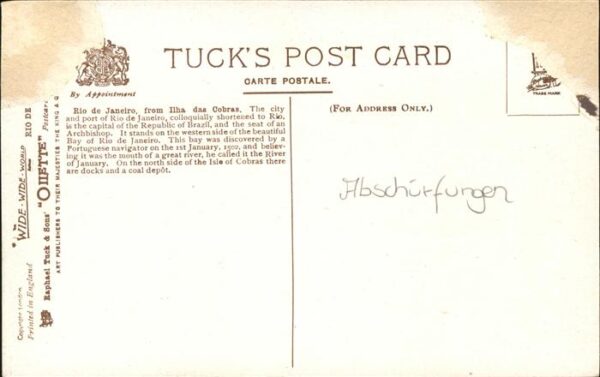 TUCK'S POST CARD
CARTE POSTALE.
By Appointment
(FOR ADDRESS ONLY.)
TRADE MARK
Rio de Janeiro, from Ilha das Cobras. The city
and port of Rio de Janeiro, colloquially shortened to Rio,
is the capital of the Republic of Brazil, and the seat of an
Archbishop. It stands on the western side of the beautiful
Bay of Rio de Janeiro. This bay was discovered by a
Portuguese navigator on the 1st January, 1502, and believ-
ing it was the mouth of a great river, he called it the River
of January. On the north side of the Isle of Cobras there
are docks and a coal depôt.
Abschürfungen
"WIDE-WIDE-WORLD RIO DE
Raphael Tuck & Sons' "OILETTE" Postcard
ART PUBLISHERS TO THEIR MAJESTIES THE KING & Q
Copyright London
Printed in England